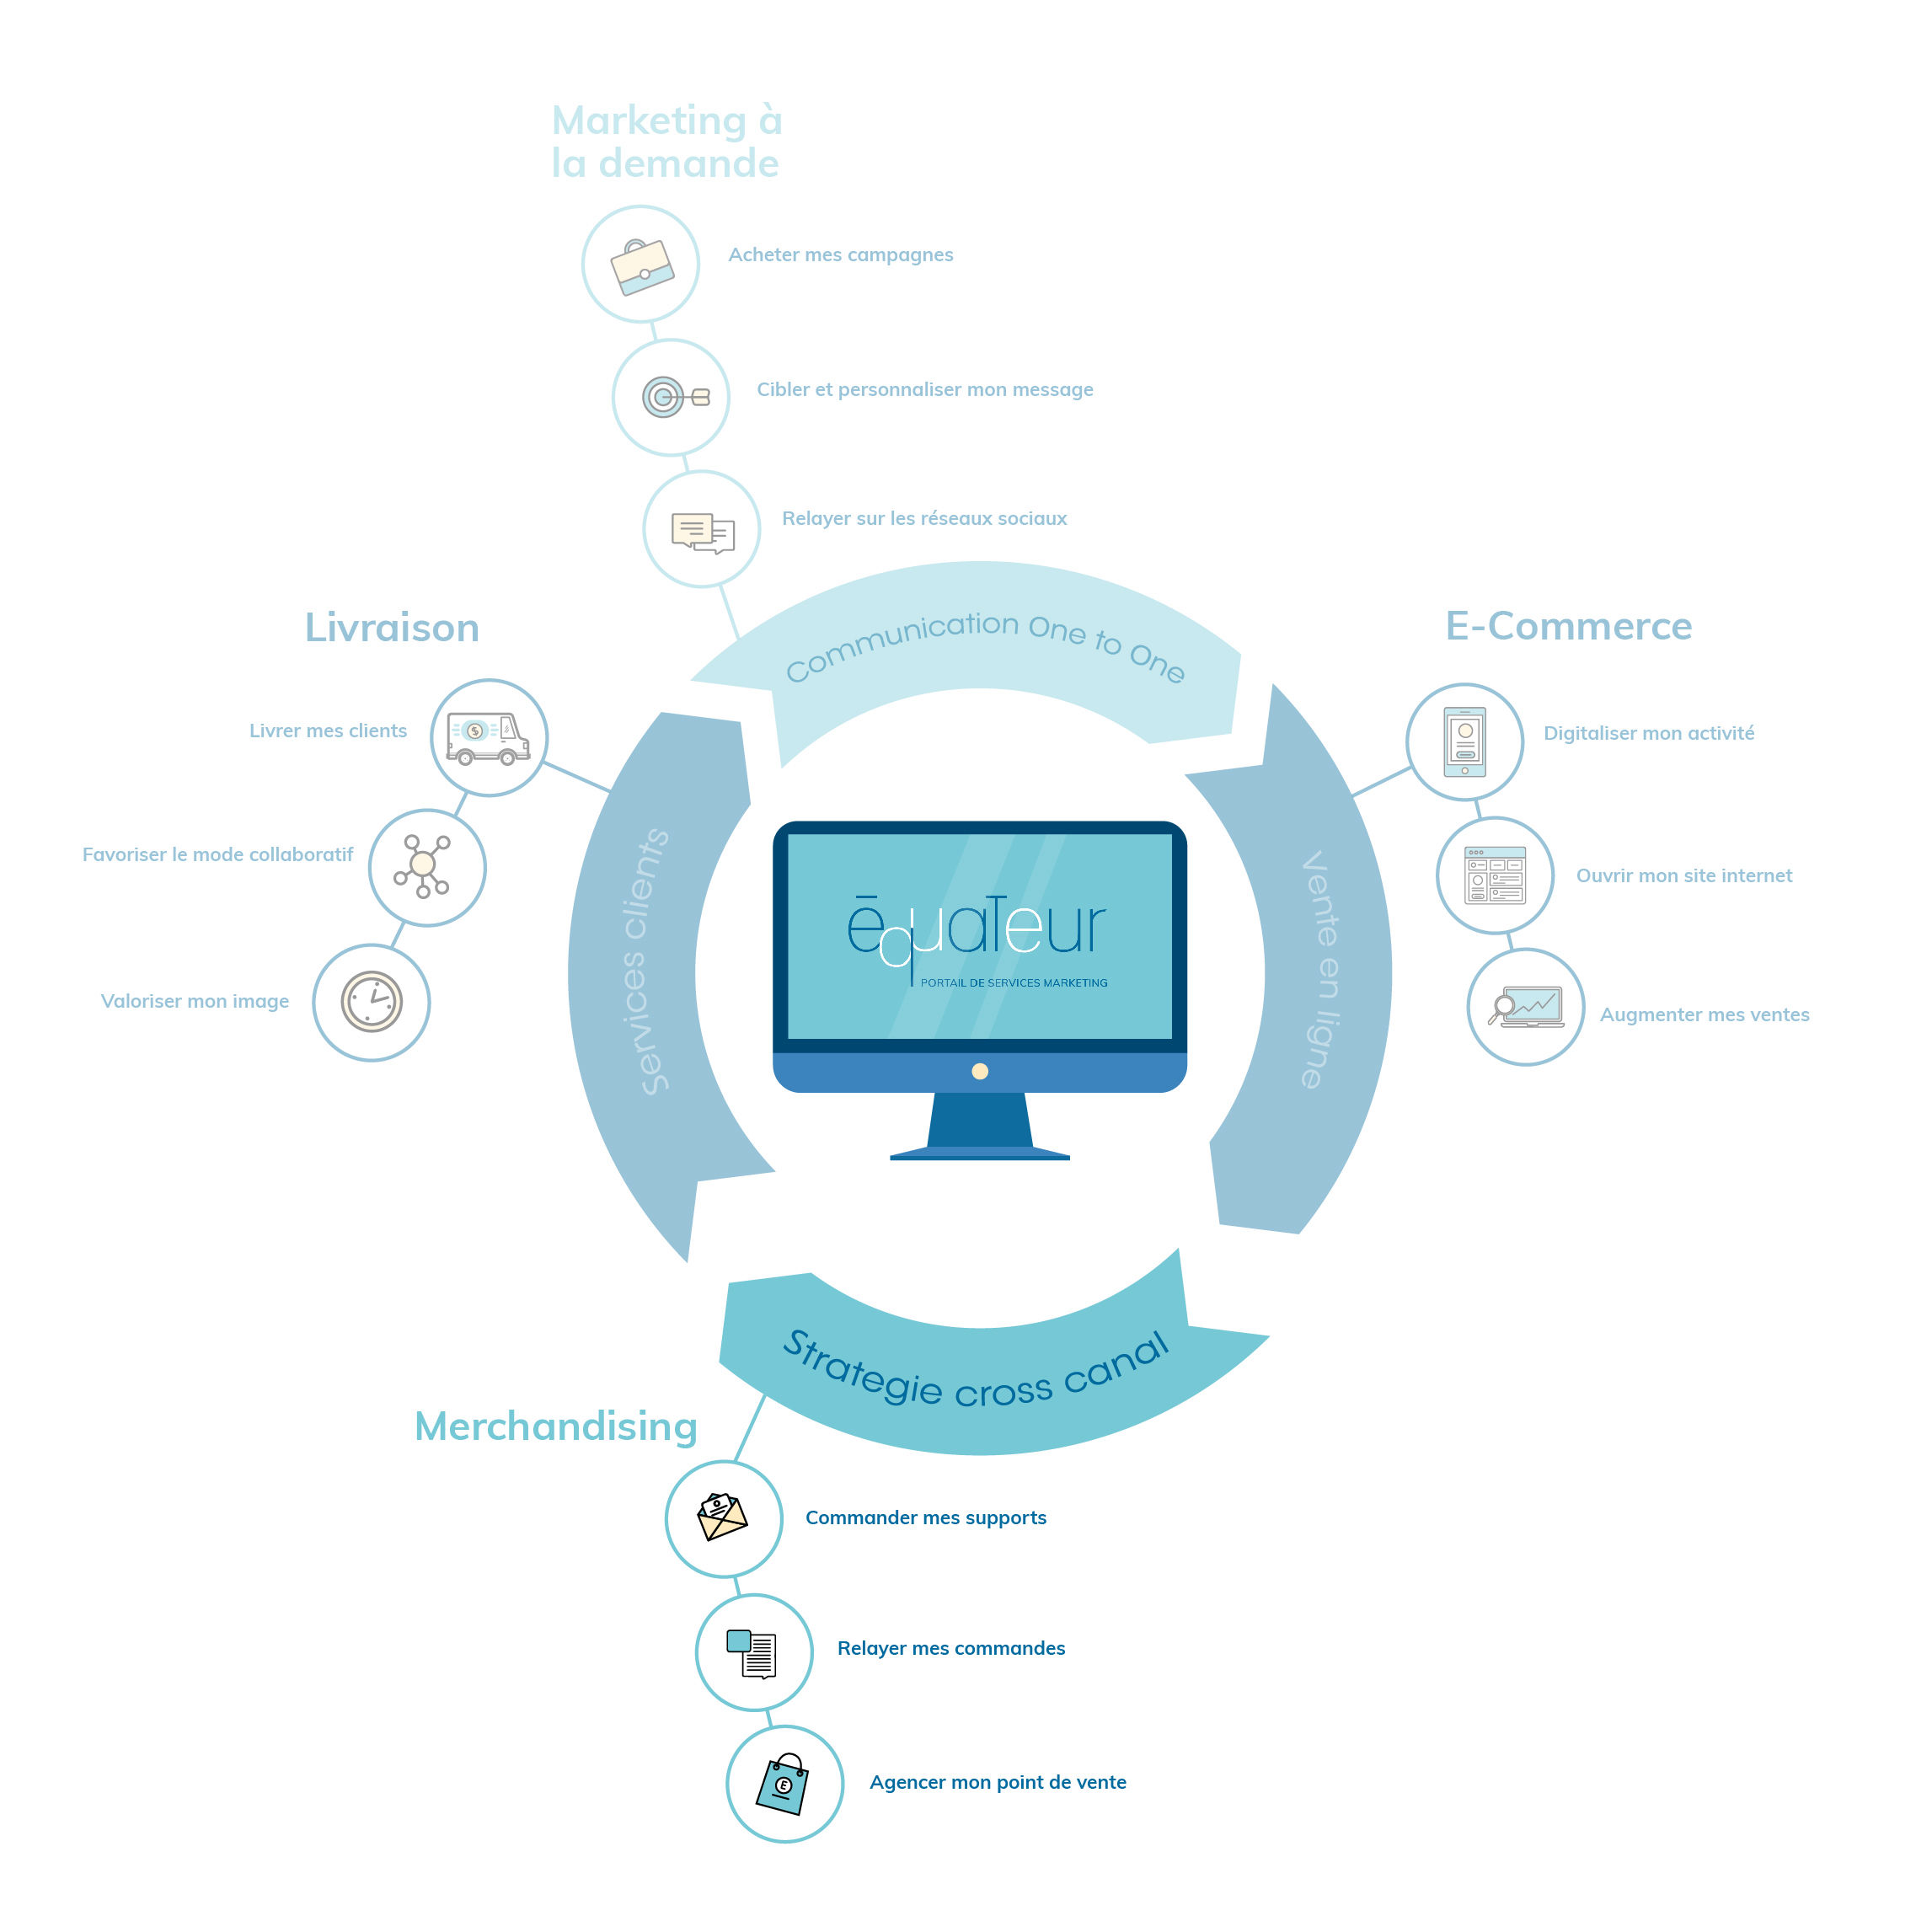 Marketing à
la demande
Acheter mes campagnes
Cibler et personnaliser mon message
Relayer sur les réseaux sociaux
Communication One to One
Livraison
Livrer mes clients
Favoriser le mode collaboratif
Valoriser mon image
Services clients
équateur
PORTAIL DE SERVICES MARKETING
E-Commerce
Digitaliser mon activité
Ouvrir mon site internet
Augmenter mes ventes
Vente en ligne
Strategie cross canal
Merchandising
Commander mes supports
Relayer mes commandes
Agencer mon point de vente
E